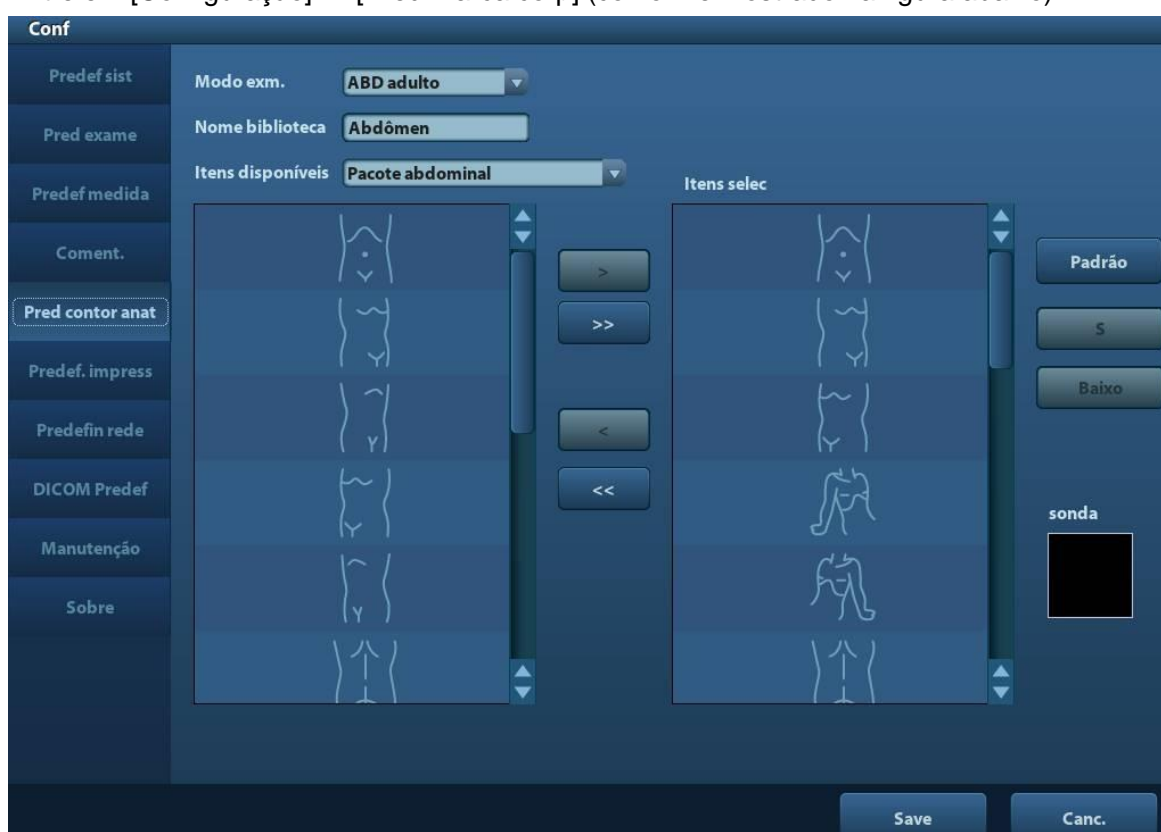 Conf
Predef sist
Pred exame
Predef medida
Coment.
Pred contor anat
Predef. impress
Predefin rede
DICOM Predef
Manutenção
Sobre
Modo exm.
ABD adulto
Nome biblioteca
Abdômen
Itens disponíveis
Pacote abdominal
Itens selec
>
>>
<
<<
Padrão
S
Baixo
sonda
Save
Canc.